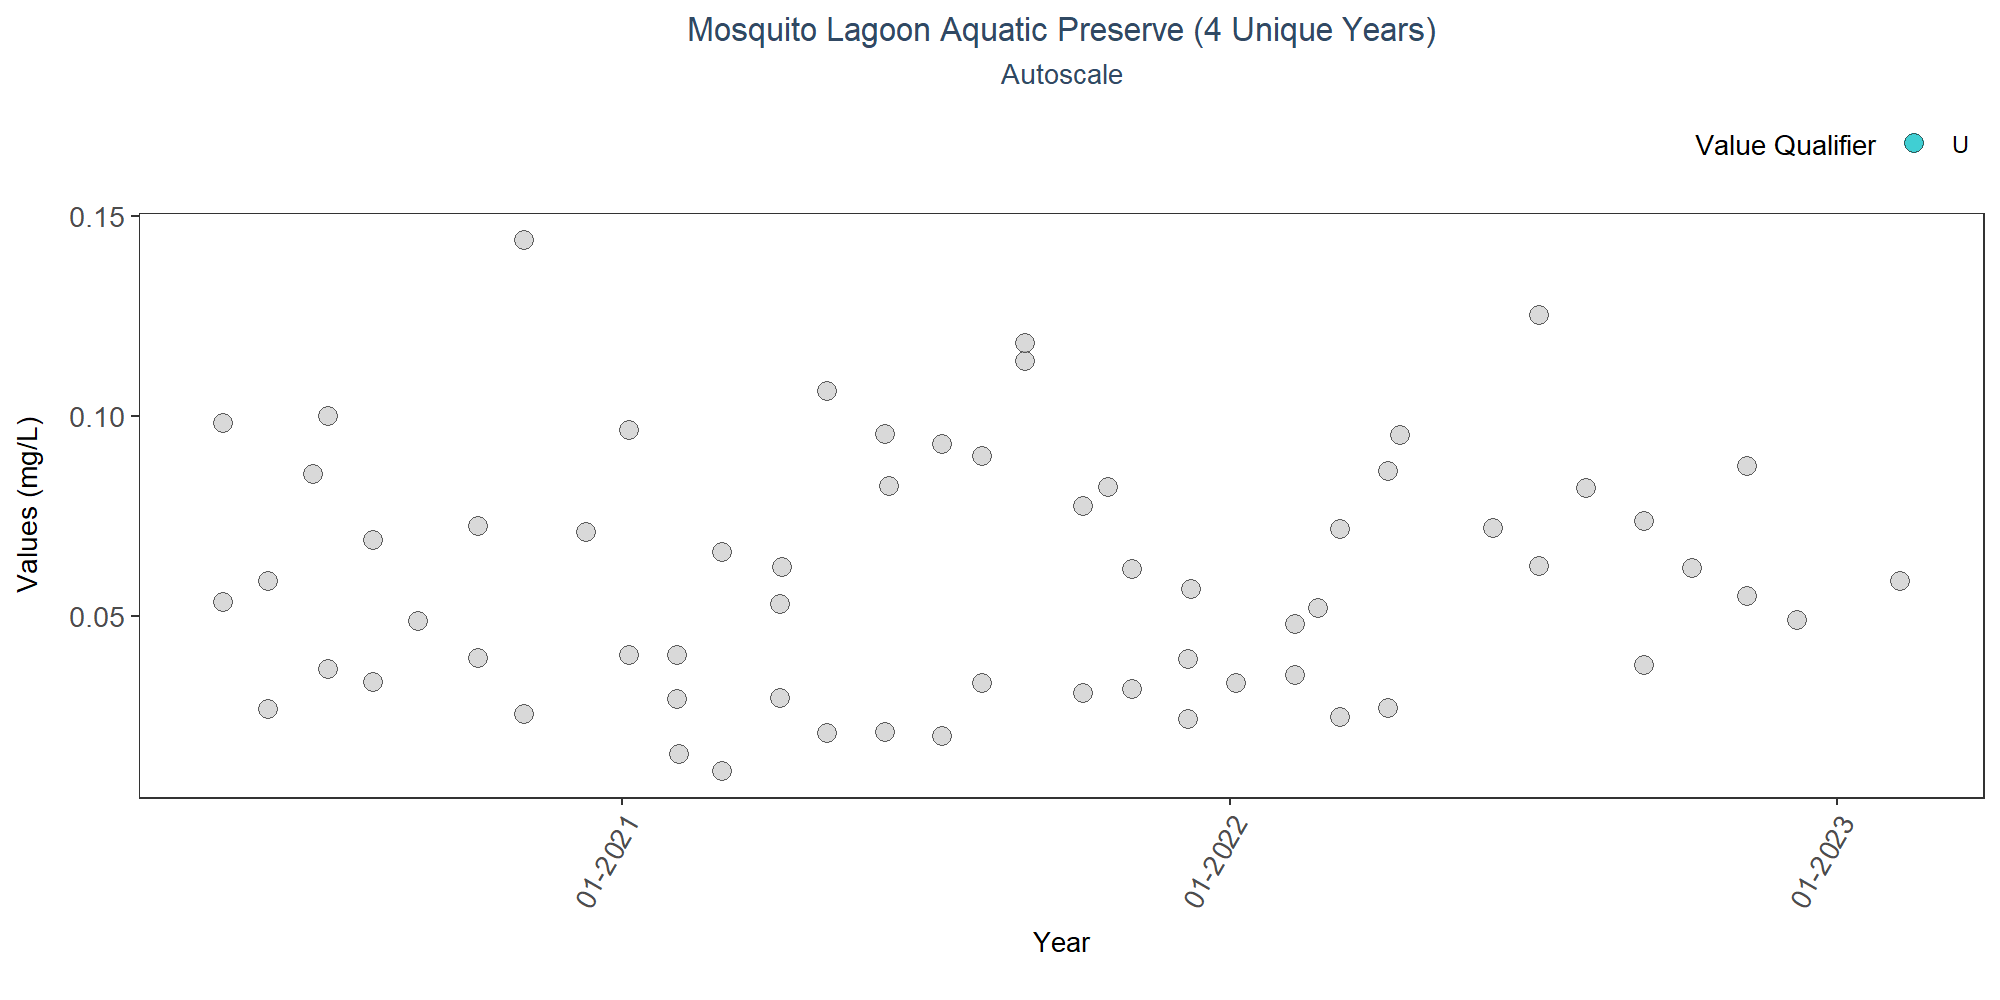 Mosquito Lagoon Aquatic Preserve (4 Unique Years)
Autoscale
Value Qualifier U
0.15
0.10
0.05
Values (mg/L)
01-2021
01-2022
01-2023
Year